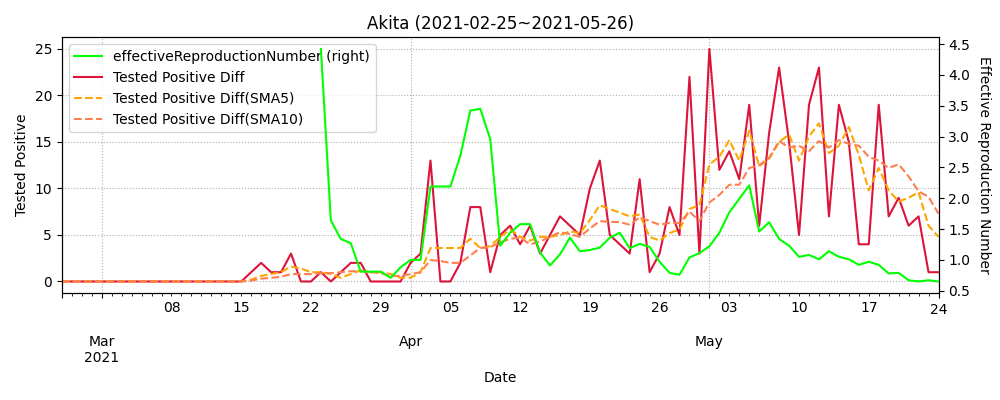 Akita (2021-02-25~2021-05-26)
effectiveReproductionNumber (right)
Tested Positive Diff
Tested Positive Diff(SMA5)
Tested Positive Diff(SMA10)
Tested Positive
25
20
15
10
5
0
4.5
4.0
3.5
3.0
2.5
2.0
1.5
1.0
0.5
Effective Reproduction Number
08 15 22 29 05 12 19 26 03 10 17 24
Mar Apr May
2021
Date